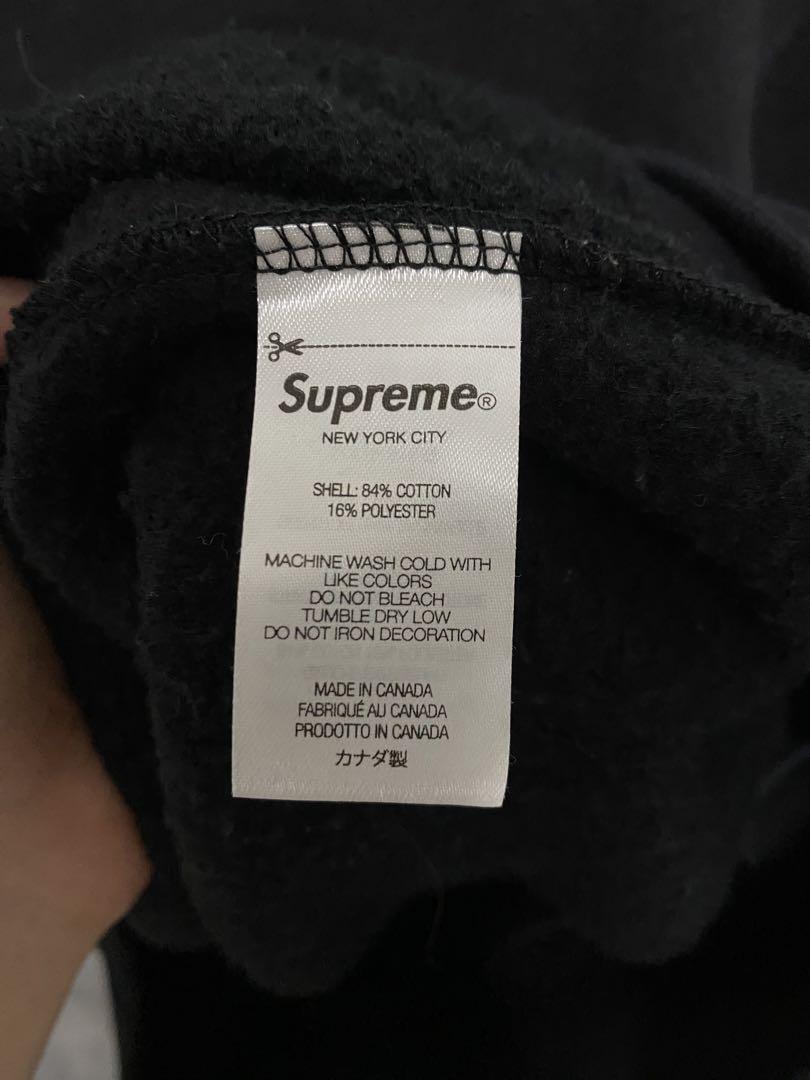 Supreme®
NEW YORK CITY
SHELL: 84% COTTON
16% POLYESTER
MACHINE WASH COLD WITH
LIKE COLORS
DO NOT BLEACH
TUMBLE DRY LOW
DO NOT IRON DECORATION
MADE IN CANADA
FABRIQUÉ AU CANADA
PRODOTTO IN CANADA
カナダ製